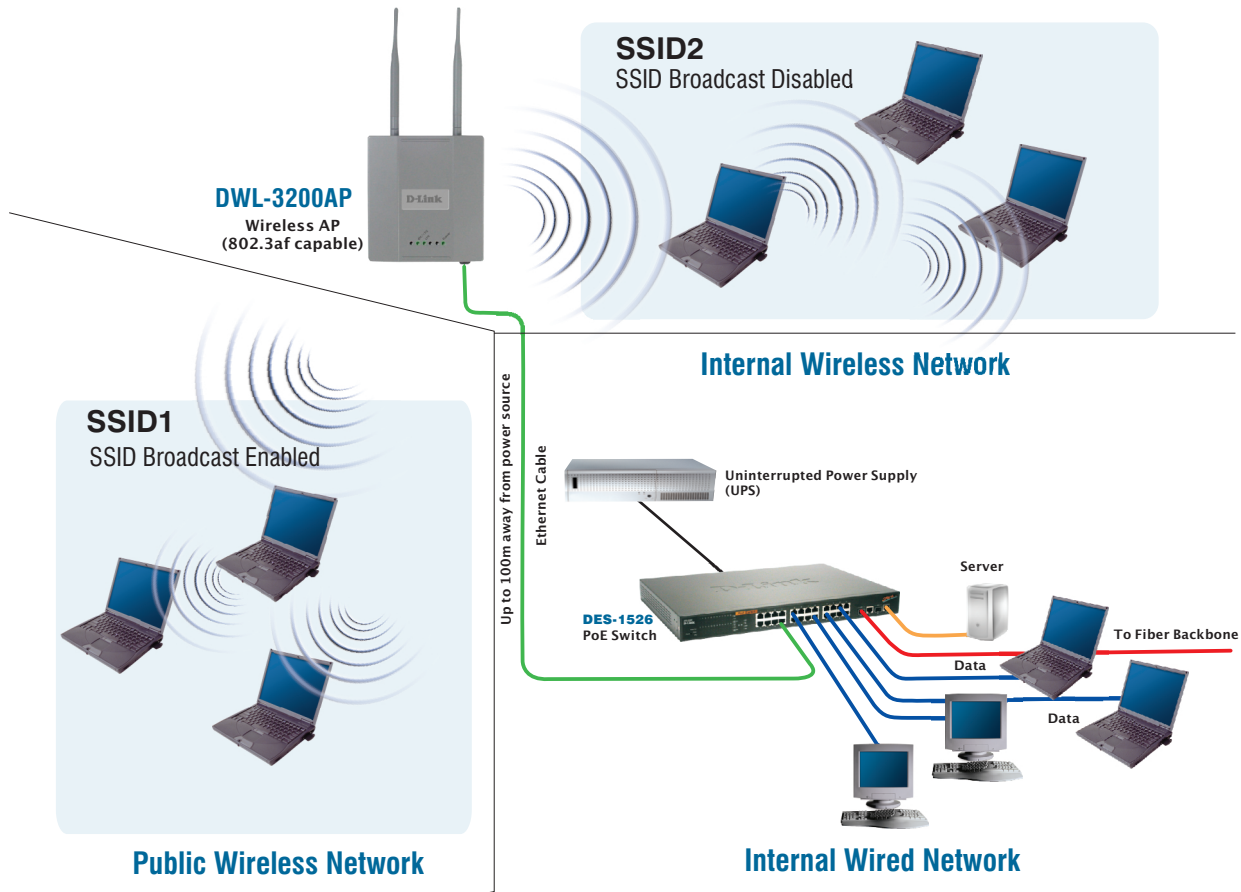 SSID2
SSID Broadcast Disabled
D-Link
DWL-3200AP
Wireless AP
(802.3af capable)
Internal Wireless Network
SSID1
SSID Broadcast Enabled
Up to 100m away from power source
Ethernet Cable
Uninterrupted Power Supply
(UPS)
D-Link
Server
DES-1526
PoE Switch
To Fiber Backbone
Data
Data
Public Wireless Network
Internal Wired Network